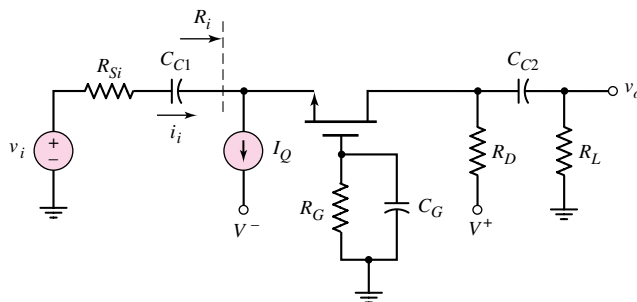 R_i
R_Si
C_C1
C_C2
v_o
i_i
v_i
+
−
I_Q
R_D
R_L
R_G
C_G
V^−
V^+